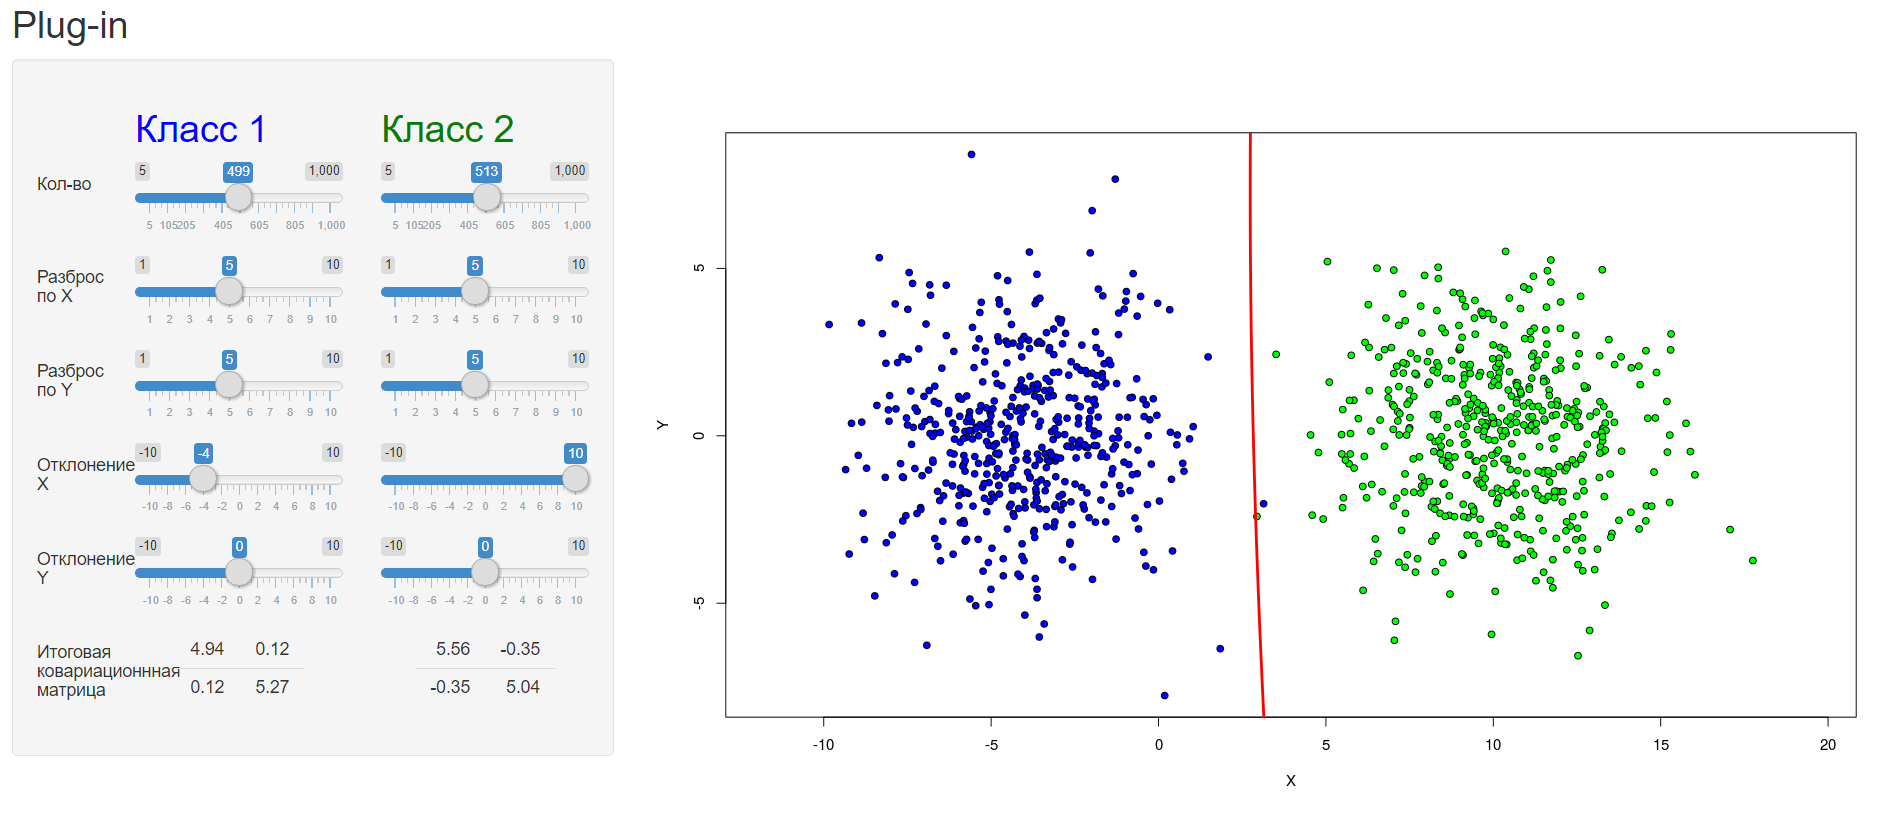 Plug-in
Класс 1 Класс 2
Кол-во
5 499 1,000
5 105205 405 605 805 1,000
5 513 1,000
5 105205 405 605 805 1,000
Разброс
по X
1 5 10
1 2 3 4 5 6 7 8 9 10
1 5 10
1 2 3 4 5 6 7 8 9 10
Разброс
по Y
1 5 10
1 2 3 4 5 6 7 8 9 10
1 5 10
1 2 3 4 5 6 7 8 9 10
Отклонение
X
-10 -4 10
-10 -8 -6 -4 -2 0 2 4 6 8 10
-10 10
-10 -8 -6 -4 -2 0 2 4 6 8 10
Отклонение
Y
-10 0 10
-10 -8 -6 -4 -2 0 2 4 6 8 10
-10 0 10
-10 -8 -6 -4 -2 0 2 4 6 8 10
Итоговая
ковариационнная
матрица
4.94 0.12
0.12 5.27
5.56 -0.35
-0.35 5.04
Y
5
0
-5
-10 -5 0 5 10 15 20
X